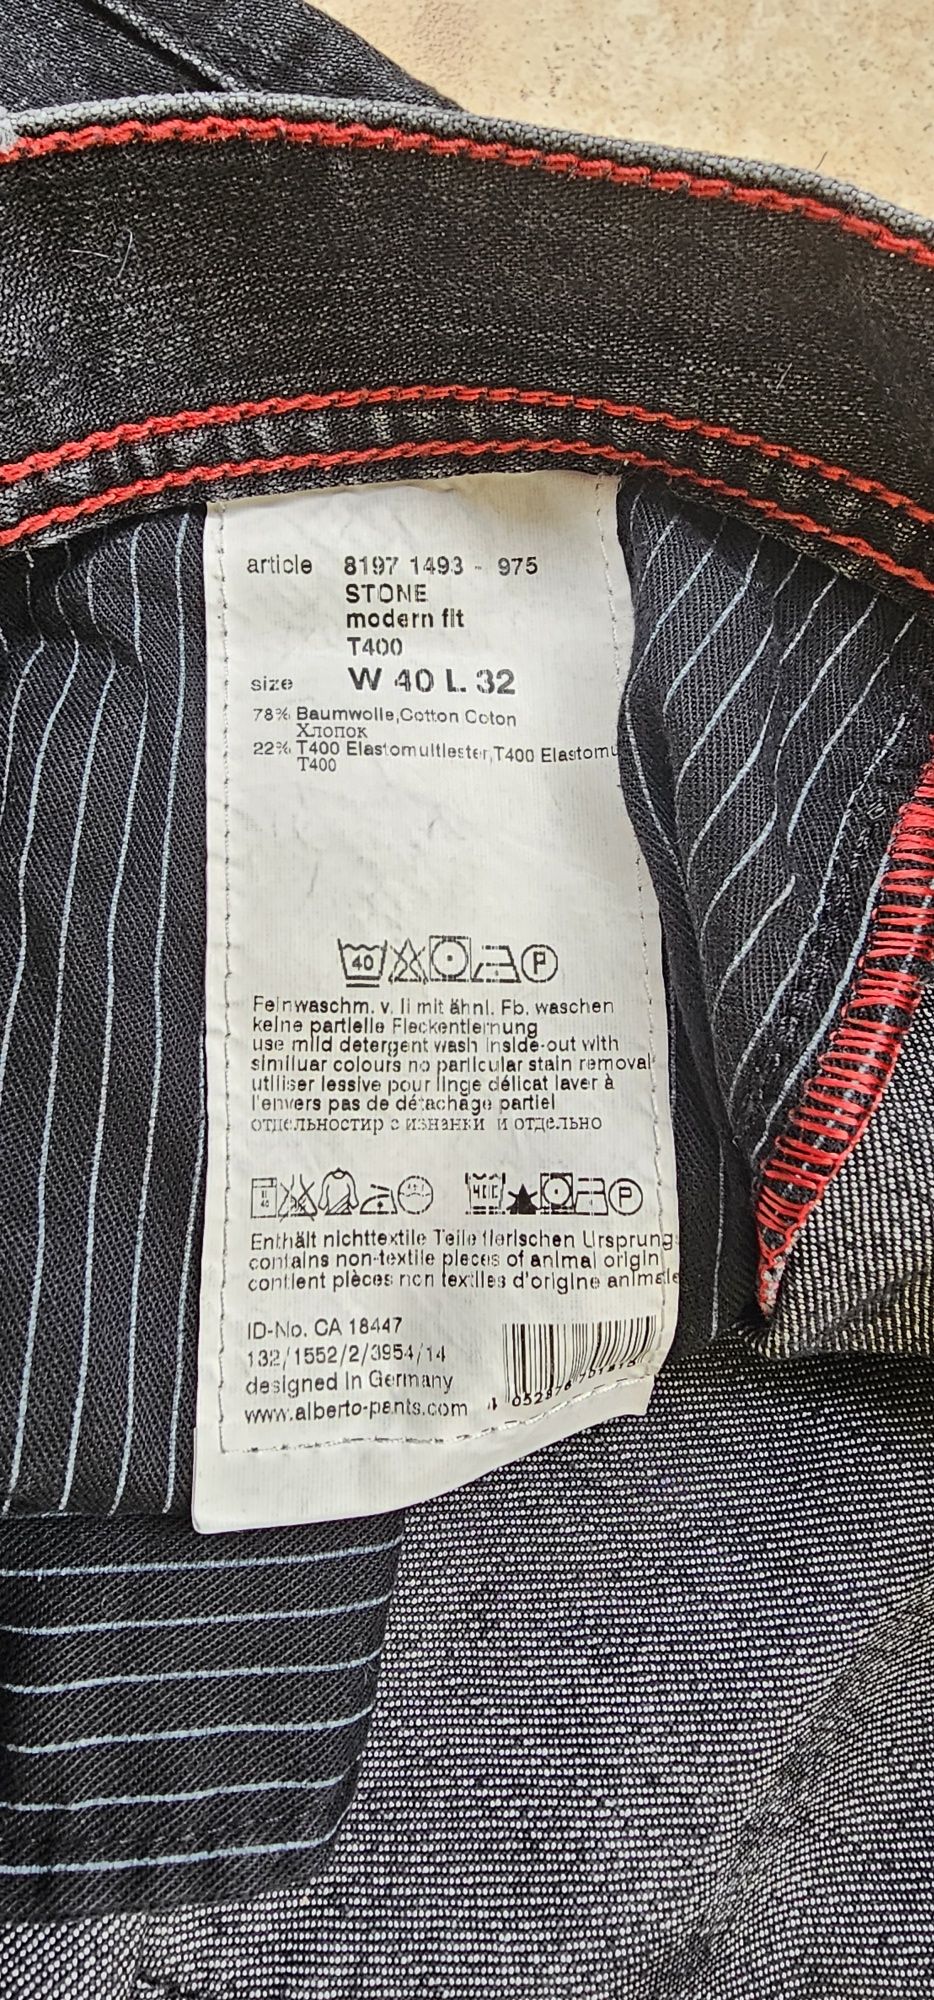 article 8197 1493 - 975
STONE
modern fit
T400
size W 40 L 32
78% Baumwolle,Cotton Coton
Хлопок
22% T400 Elastomultiester,T400 Elastomu
T400
40 P
Feinwaschm. v. li mit ähnl. Fb. waschen
keine partielle Fleckentfernung
use mild detergent wash inside-out with
similuar colours no particular stain removal
utiliser lessive pour linge délicat laver à
l'envers pas de détachage partiel
отдельностир с изнанки и отдельно
40 P
Enthält nichttextile Teile tierischen Ursprungs
contains non-textile pieces of animal origin
contient pièces non textiles d'origine animale
ID-No. CA 18447
132/1552/2/3954/14
designed in Germany
www.alberto-pants.com